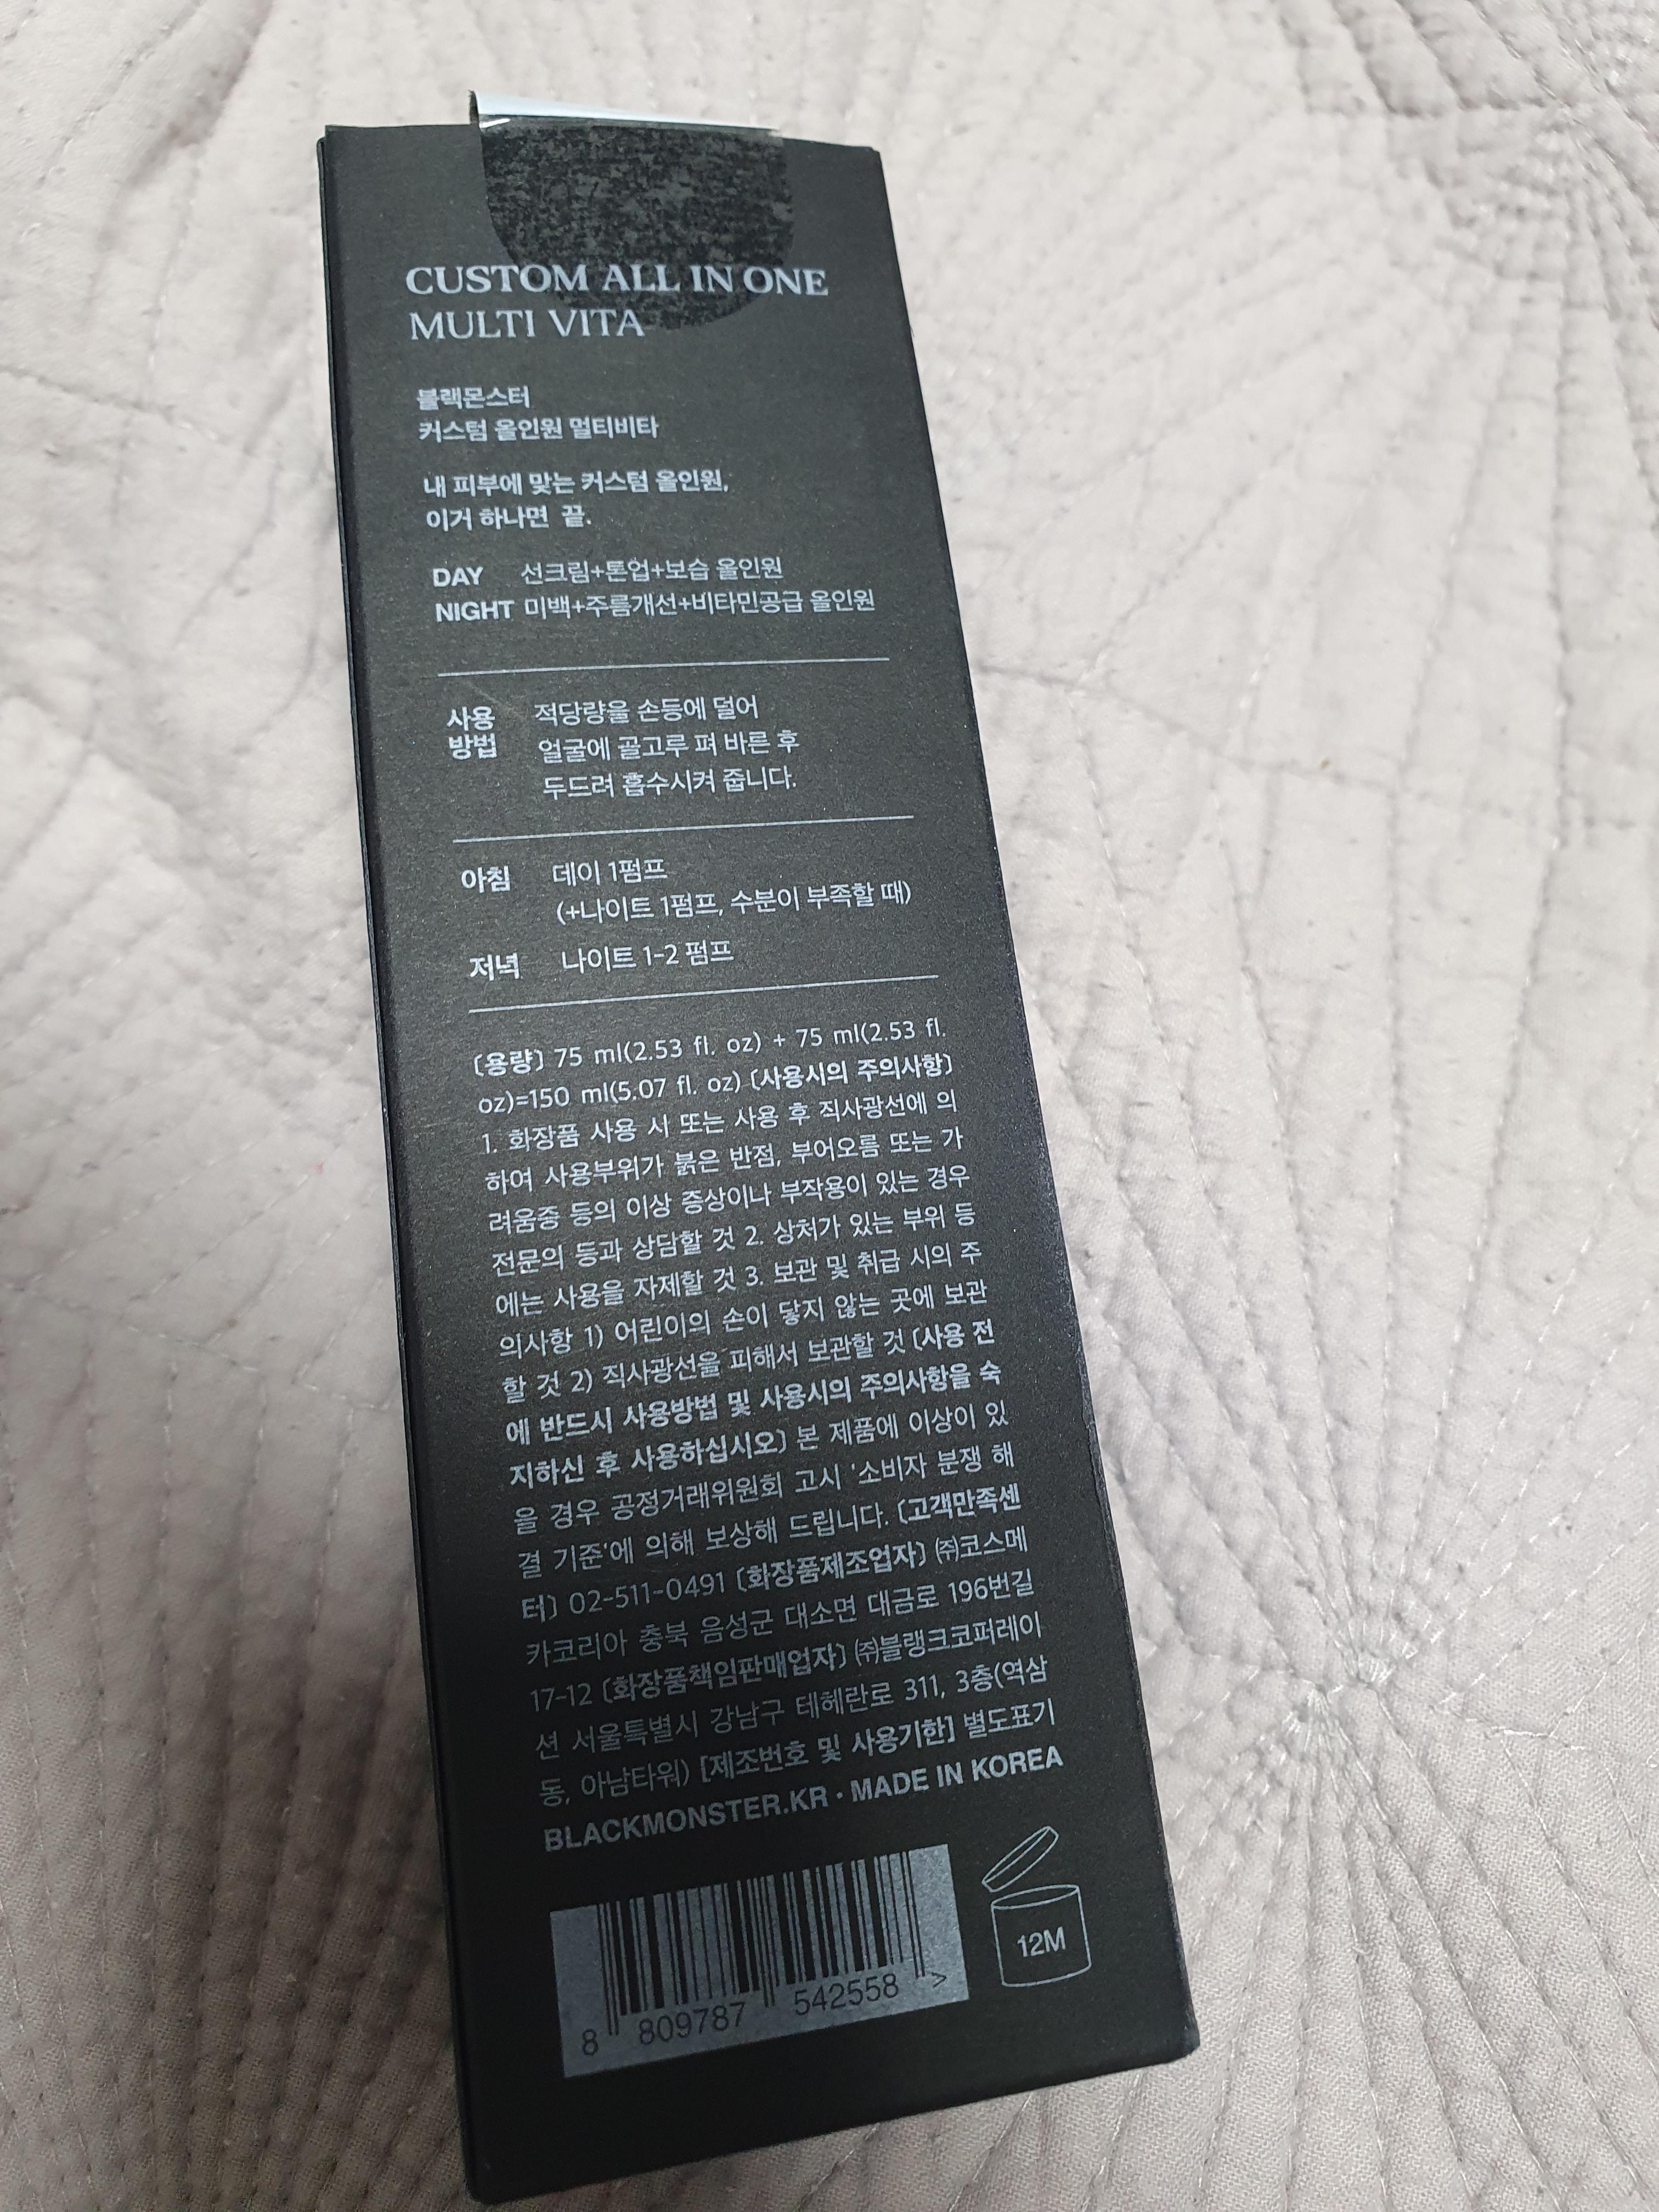 CUSTOM ALL IN ONE
MULTI VITA
블랙몬스터
커스텀 올인원 멀티비타
내 피부에 맞는 커스텀 올인원,
이거 하나면 끝.
DAY 선크림+톤업+보습 올인원
NIGHT 미백+주름개선+비타민공급 올인원
사용 적당량을 손등에 덜어
방법 얼굴에 골고루 펴 바른 후
두드려 흡수시켜 줍니다.
아침 데이 1펌프
(+나이트 1펌프, 수분이 부족할 때)
저녁 나이트 1-2 펌프
[용량] 75 ml(2.53 fl. oz) + 75 ml(2.53 fl.
oz)=150 ml(5.07 fl. oz) [사용시의 주의사항]
1. 화장품 사용 시 또는 사용 후 직사광선에 의
하여 사용부위가 붉은 반점, 부어오름 또는 가
려움증 등의 이상 증상이나 부작용이 있는 경우
전문의 등과 상담할 것 2. 상처가 있는 부위 등
에는 사용을 자제할 것 3. 보관 및 취급 시의 주
의사항 1) 어린이의 손이 닿지 않는 곳에 보관
할 것 2) 직사광선을 피해서 보관할 것 [사용 전
에 반드시 사용방법 및 사용시의 주의사항을 숙
지하신 후 사용하십시오] 본 제품에 이상이 있
을 경우 공정거래위원회 고시 '소비자 분쟁 해
결 기준'에 의해 보상해 드립니다. [고객만족센
터] 02-511-0491 [화장품제조업자] ㈜코스메
카코리아 충북 음성군 대소면 대금로 196번길
17-12 [화장품책임판매업자] ㈜블랭크코퍼레이
션 서울특별시 강남구 테헤란로 311, 3층(역삼
동, 아남타워) [제조번호 및 사용기한] 별도표기
BLACKMONSTER.KR · MADE IN KOREA
12M
8 809787 542558 >